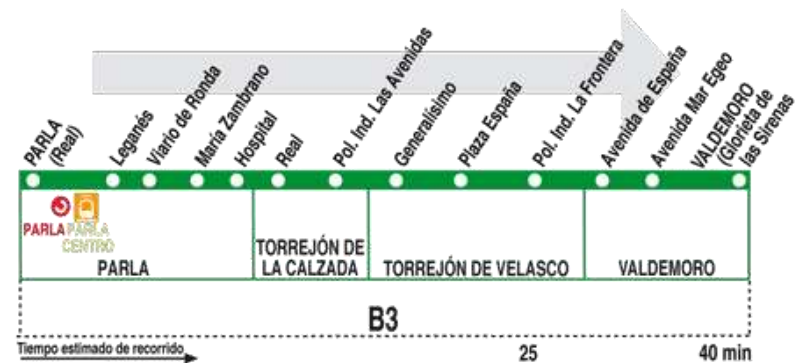 PARLA
(Real)
Leganés
Viario de Ronda
María Zambrano
Hospital
Real
Pol. Ind. Las Avenidas
Generalísimo
Plaza España
Pol. Ind. La Frontera
Avenida de España
Avenida Mar Egeo
VALDEMORO
(Glorieta de
las Sirenas
PARLA PARLA
CENTRO
PARLA
TORREJÓN DE
LA CALZADA
TORREJÓN DE VELASCO
VALDEMORO
B3
Tiempo estimado de recorrido
25
40 min